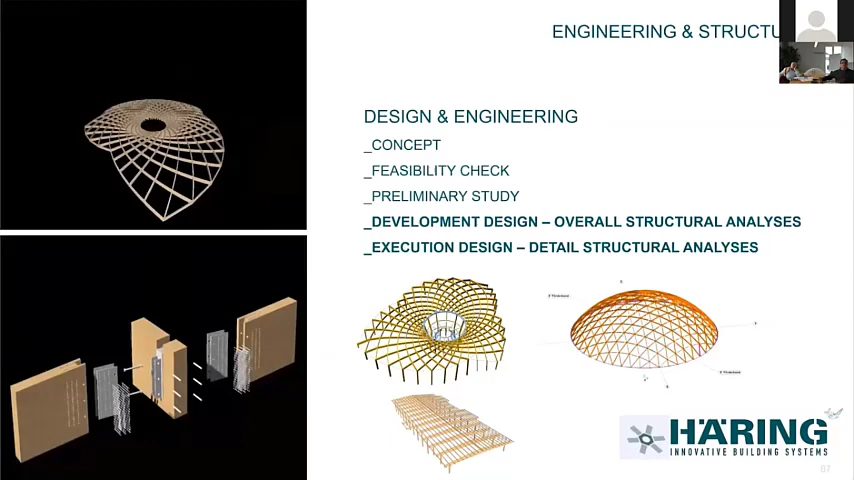 ENGINEERING & STRUCTU
DESIGN & ENGINEERING
_CONCEPT
_FEASIBILITY CHECK
_PRELIMINARY STUDY
_DEVELOPMENT DESIGN – OVERALL STRUCTURAL ANALYSES
_EXECUTION DESIGN – DETAIL STRUCTURAL ANALYSES
HÄRING
INNOVATIVE BUILDING SYSTEMS
67